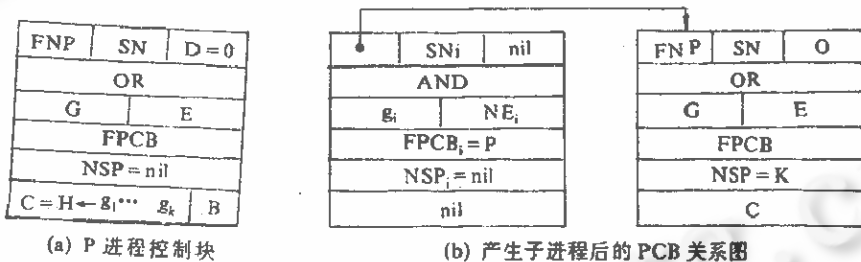 FNP SN D=0
OR
G E
FPCB
NSP=nil
C=H←g₁⋯ gₖ B
(a) P 进程控制块
SNi nil
AND
gᵢ NEᵢ
FPCBᵢ=P
NSPᵢ=nil
nil
FNP SN O
OR
G E
FPCB
NSP=K
C
(b) 产生子进程后的 PCB 关系图